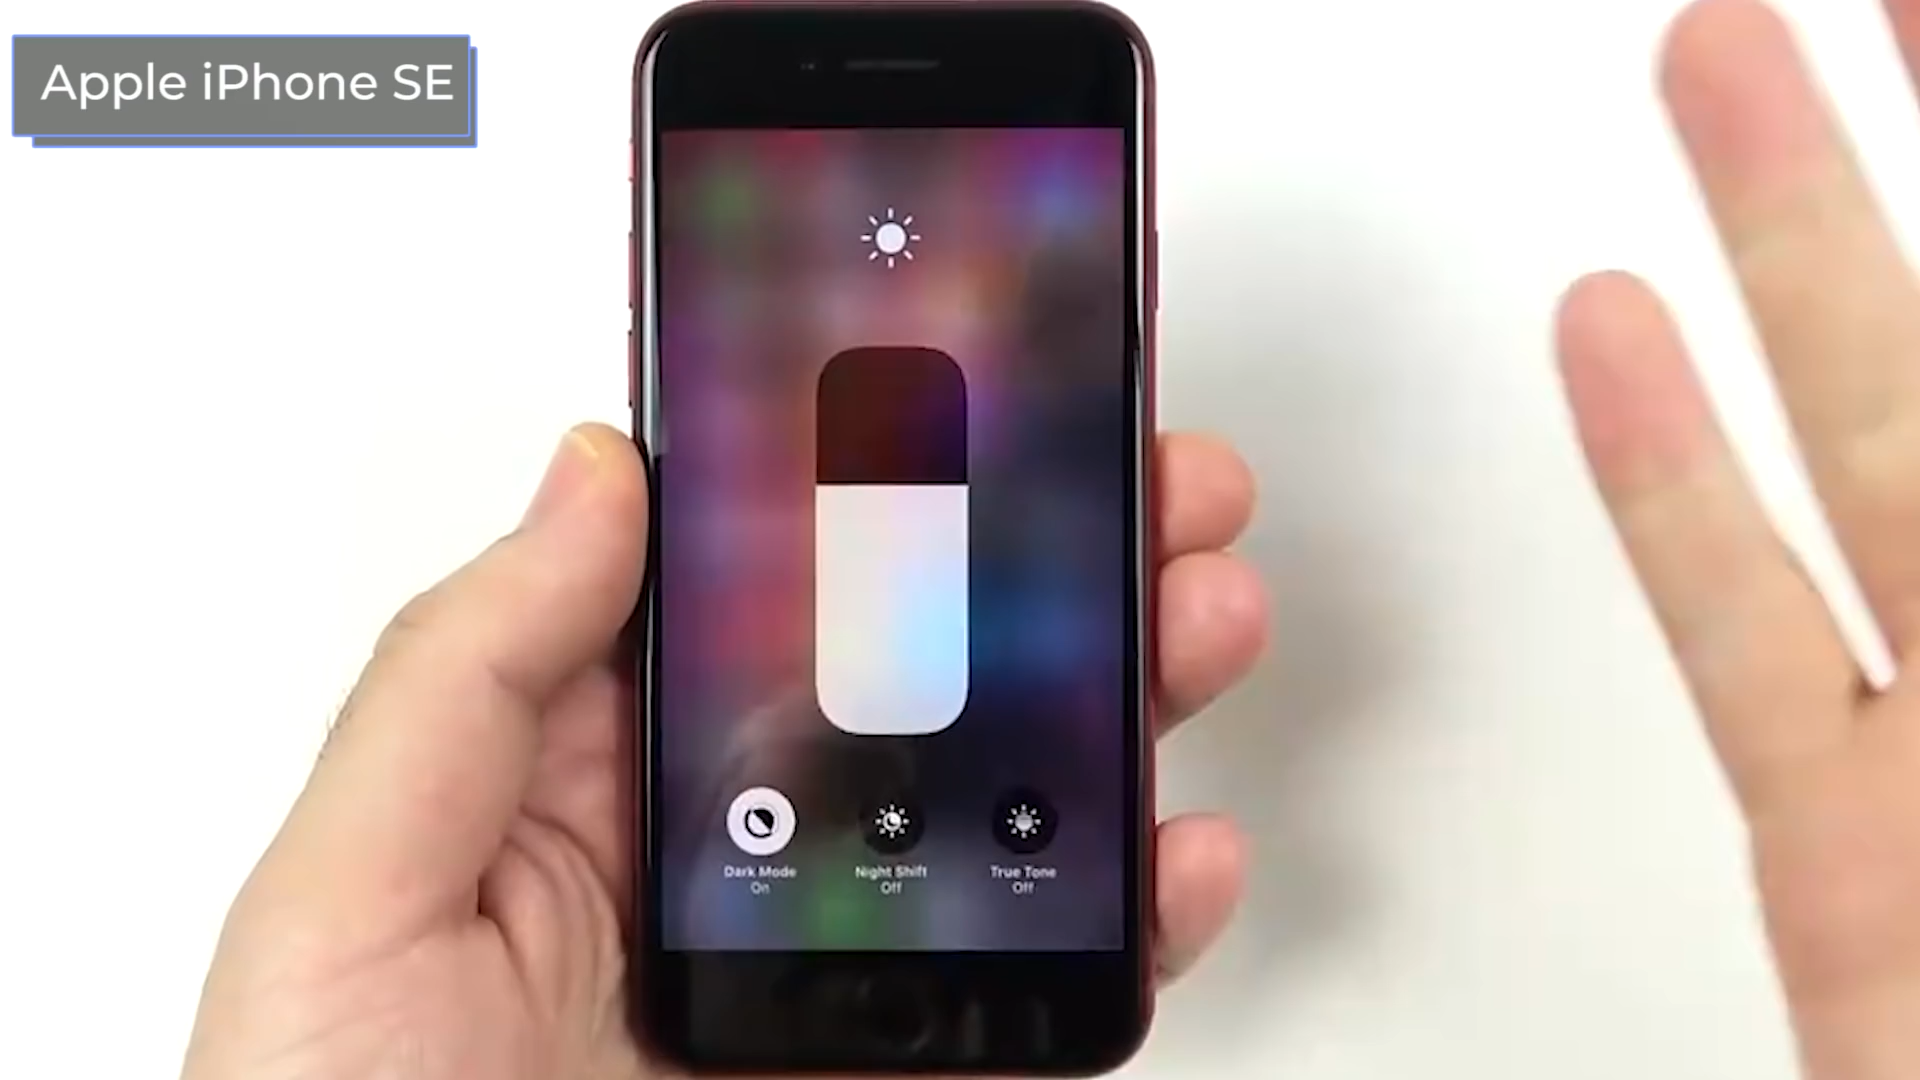 Apple iPhone SE
Dark Mode
On
Night Shift
Off
True Tone
Off